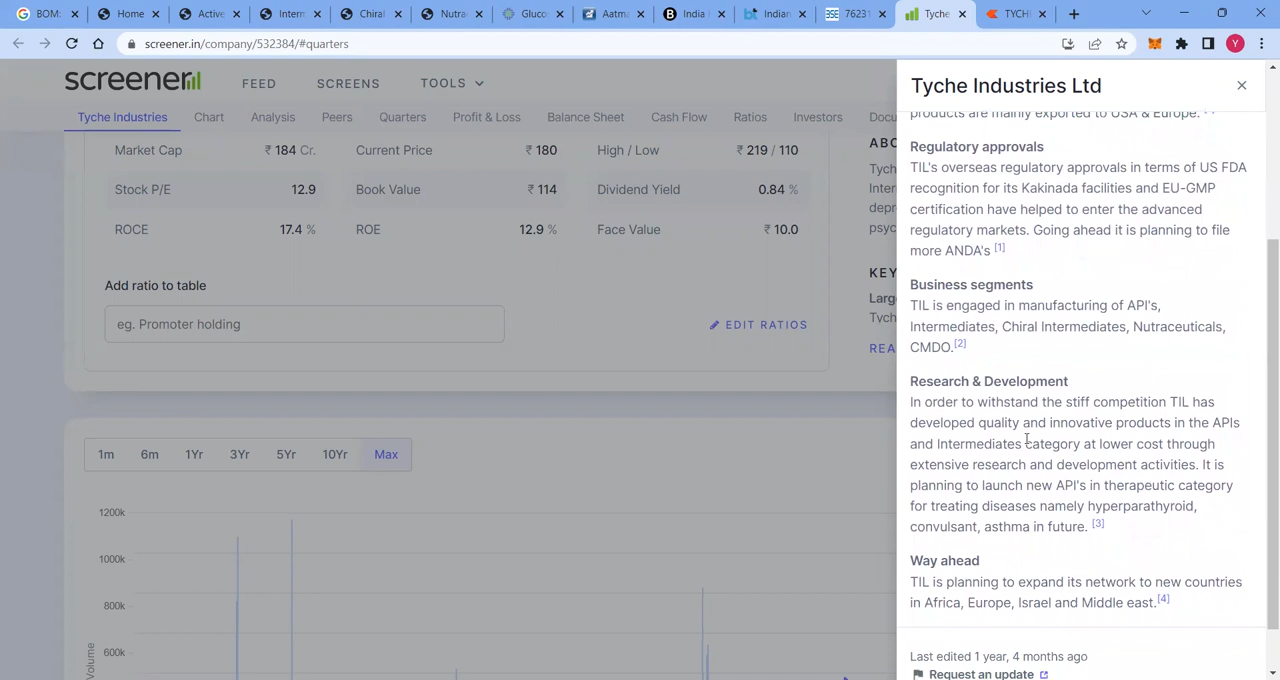 BOM:
Home
Active
Interm
Chiral
Nutra
Gluco
Aatma
India I
Indian
76231
Tyche
TYCHE
screener.in/company/532384/#quarters
Y
screener
FEED
SCREENS
TOOLS
Tyche Industries
Chart
Analysis
Peers
Quarters
Profit & Loss
Balance Sheet
Cash Flow
Ratios
Investors
Docu
Market Cap
₹ 184 Cr.
Current Price
₹ 180
High / Low
₹ 219 / 110
Stock P/E
12.9
Book Value
₹ 114
Dividend Yield
0.84 %
ROCE
17.4 %
ROE
12.9 %
Face Value
₹ 10.0
Add ratio to table
eg. Promoter holding
EDIT RATIOS
ABO
Tych
Inter
depr
psyc
KEY
Larg
Tych
REA
1m
6m
1Yr
3Yr
5Yr
10Yr
Max
1200k
1000k
800k
600k
Volume
Tyche Industries Ltd
products are mainly exported to USA & Europe.
Regulatory approvals
TIL's overseas regulatory approvals in terms of US FDA
recognition for its Kakinada facilities and EU-GMP
certification have helped to enter the advanced
regulatory markets. Going ahead it is planning to file
more ANDA's [1]
Business segments
TIL is engaged in manufacturing of API's,
Intermediates, Chiral Intermediates, Nutraceuticals,
CMDO.[2]
Research & Development
In order to withstand the stiff competition TIL has
developed quality and innovative products in the APIs
and Intermediates category at lower cost through
extensive research and development activities. It is
planning to launch new API's in therapeutic category
for treating diseases namely hyperparathyroid,
convulsant, asthma in future. [3]
Way ahead
TIL is planning to expand its network to new countries
in Africa, Europe, Israel and Middle east.[4]
Last edited 1 year, 4 months ago
Request an update